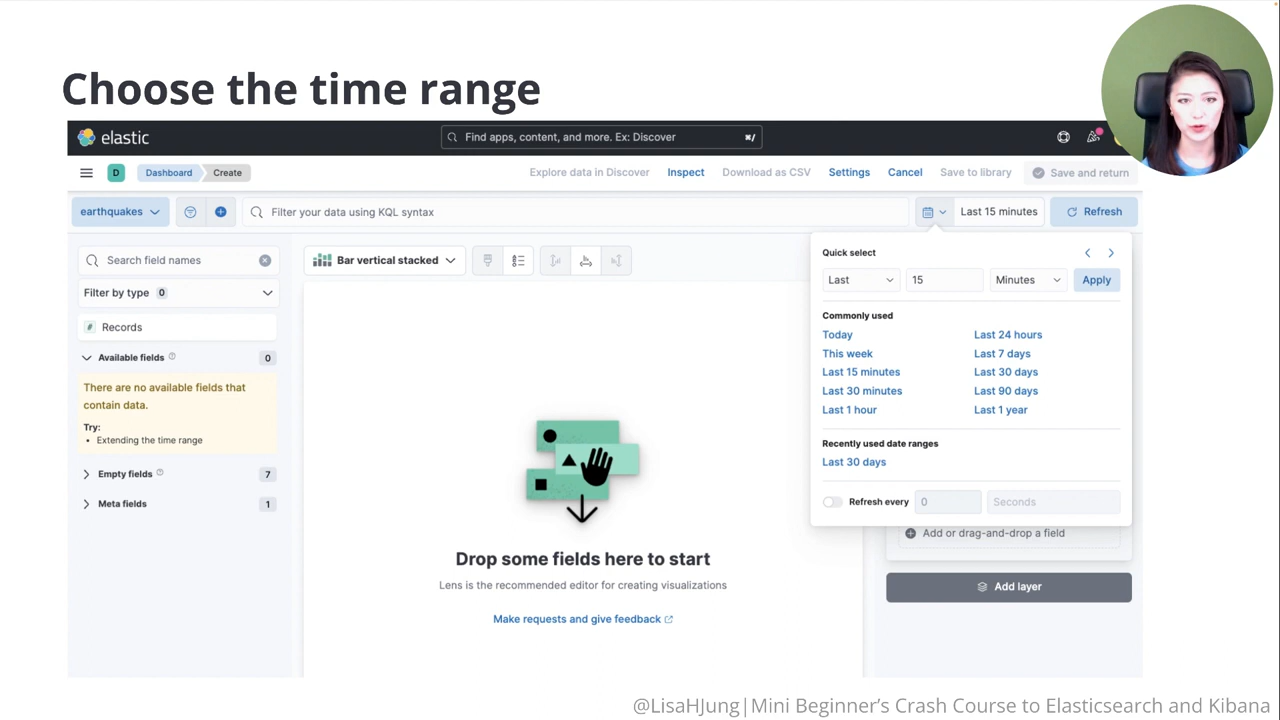 Choose the time range
elastic
Find apps, content, and more. Ex: Discover
⌘/
D
Dashboard
Create
Explore data in Discover
Inspect
Download as CSV
Settings
Cancel
Save to library
Save and return
earthquakes
Filter your data using KQL syntax
Last 15 minutes
Refresh
Search field names
Filter by type 0
# Records
Available fields 0
There are no available fields that
contain data.
Try:
• Extending the time range
Empty fields 7
Meta fields 1
Bar vertical stacked
Drop some fields here to start
Lens is the recommended editor for creating visualizations
Make requests and give feedback
Quick select
Last
15
Minutes
Apply
Commonly used
Today
Last 24 hours
This week
Last 7 days
Last 15 minutes
Last 30 days
Last 30 minutes
Last 90 days
Last 1 hour
Last 1 year
Recently used date ranges
Last 30 days
Refresh every
0
Seconds
Add or drag-and-drop a field
Add layer
@LisaHJung|Mini Beginner's Crash Course to Elasticsearch and Kibana